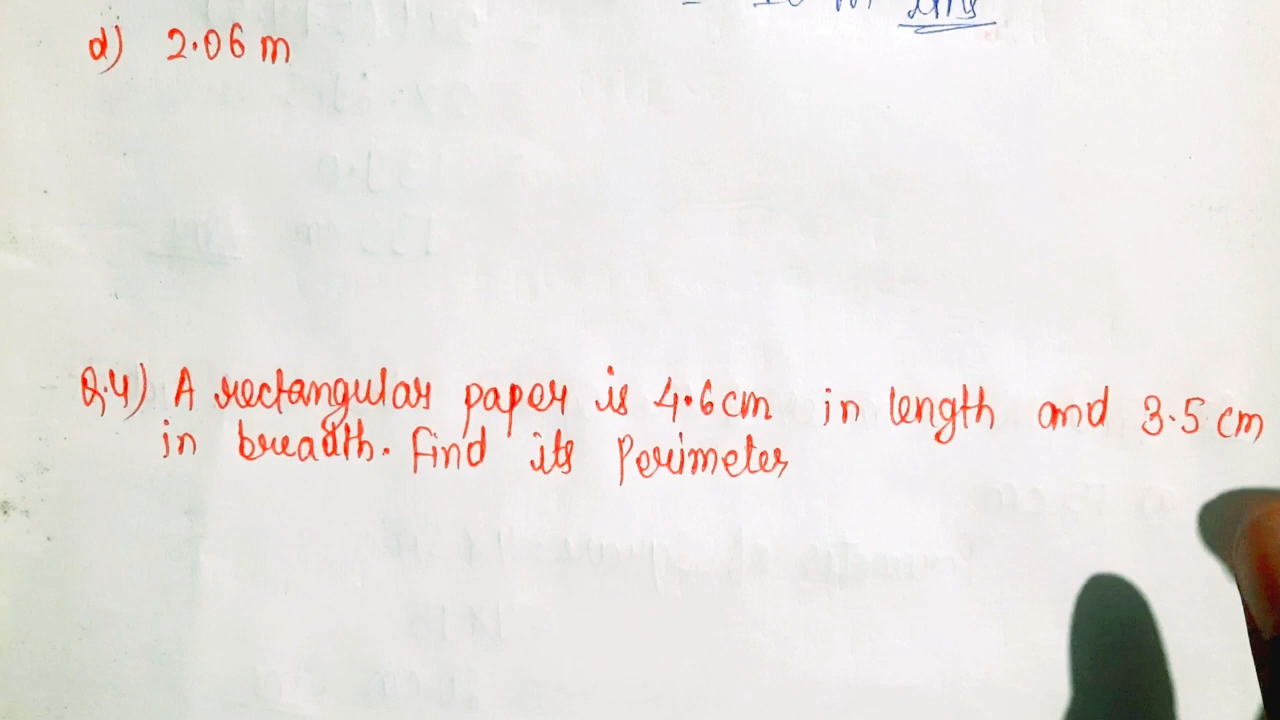 d) 2.06 m
Q.4) A rectangular paper is 4.6 cm in length and 3.5 cm
in breadth. Find its Perimeter